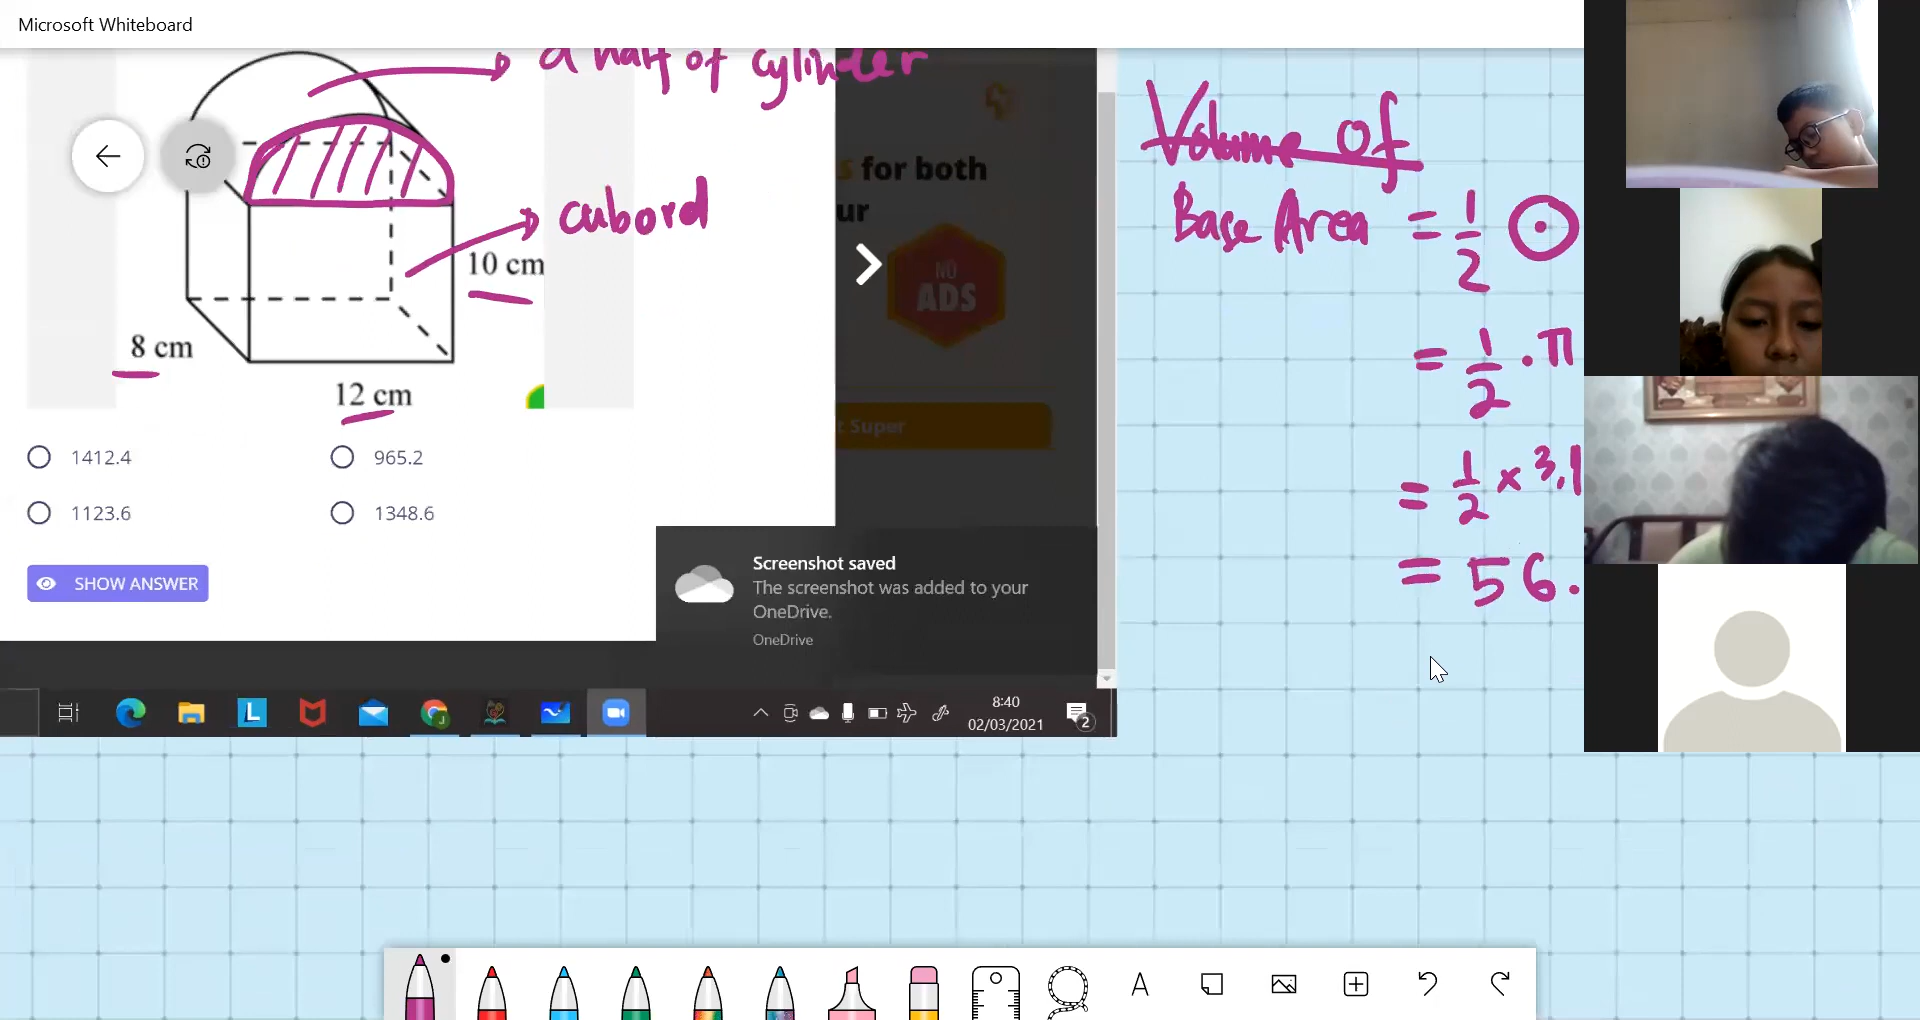 Microsoft Whiteboard
a half of cylinder
cuboid
10 cm
8 cm
12 cm
1412.4
965.2
1123.6
1348.6
SHOW ANSWER
for both
ur
NO
ADS
t Super
Screenshot saved
The screenshot was added to your
OneDrive.
OneDrive
8:40
02/03/2021
2
Volume of
Base Area = 1/2
= 1/2 . π
= 1/2 × 3.1
= 56.